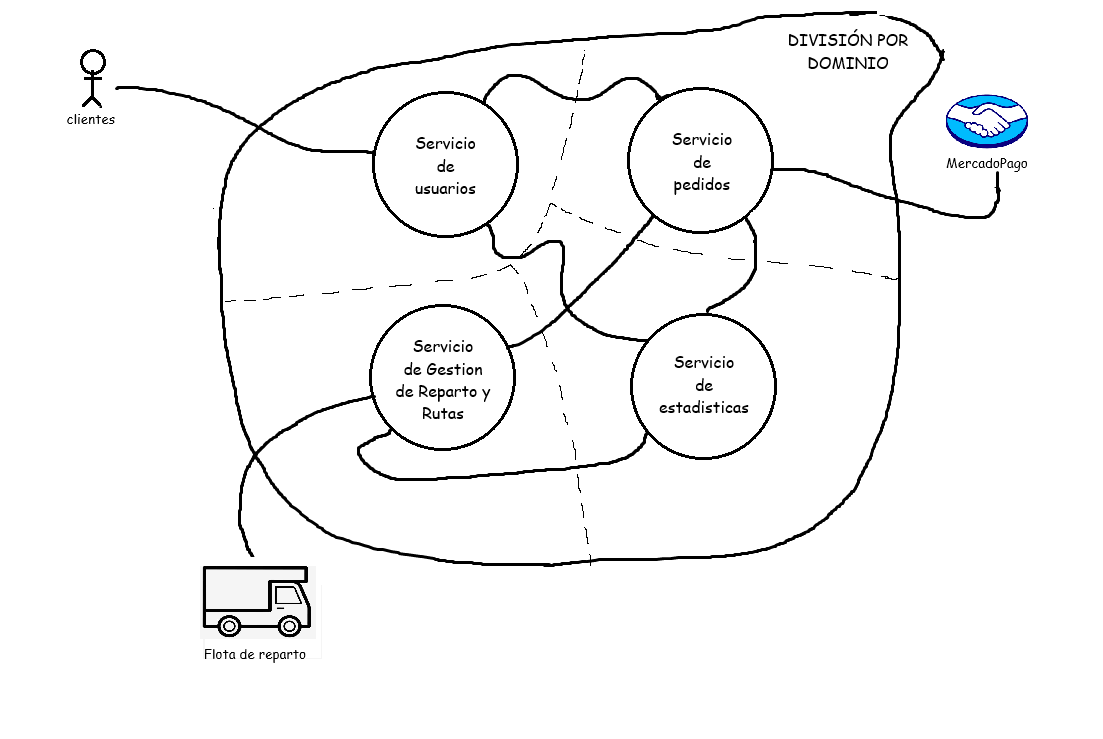 DIVISIÓN POR
DOMINIO
clientes
MercadoPago
Servicio
de
usuarios
Servicio
de
pedidos
Servicio
de Gestion
de Reparto y
Rutas
Servicio
de
estadisticas
Flota de reparto